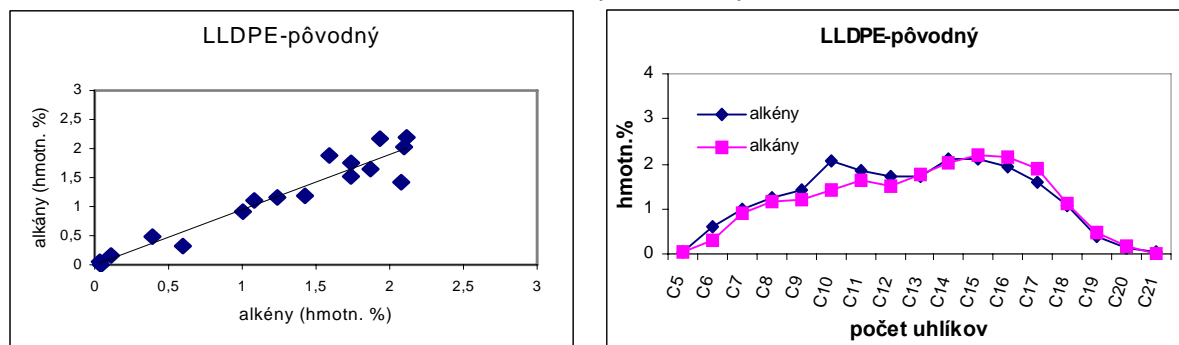 LLDPE-pôvodný
3
2,5
2
1,5
1
0,5
0
0 0,5 1 1,5 2 2,5 3
alkány (hmotn. %)
alkény (hmotn. %)
LLDPE-pôvodný
4
3
2
1
0
hmotn.%
alkény
alkány
C5 C6 C7 C8 C9 C10 C11 C12 C13 C14 C15 C16 C17 C18 C19 C20 C21
počet uhlíkov